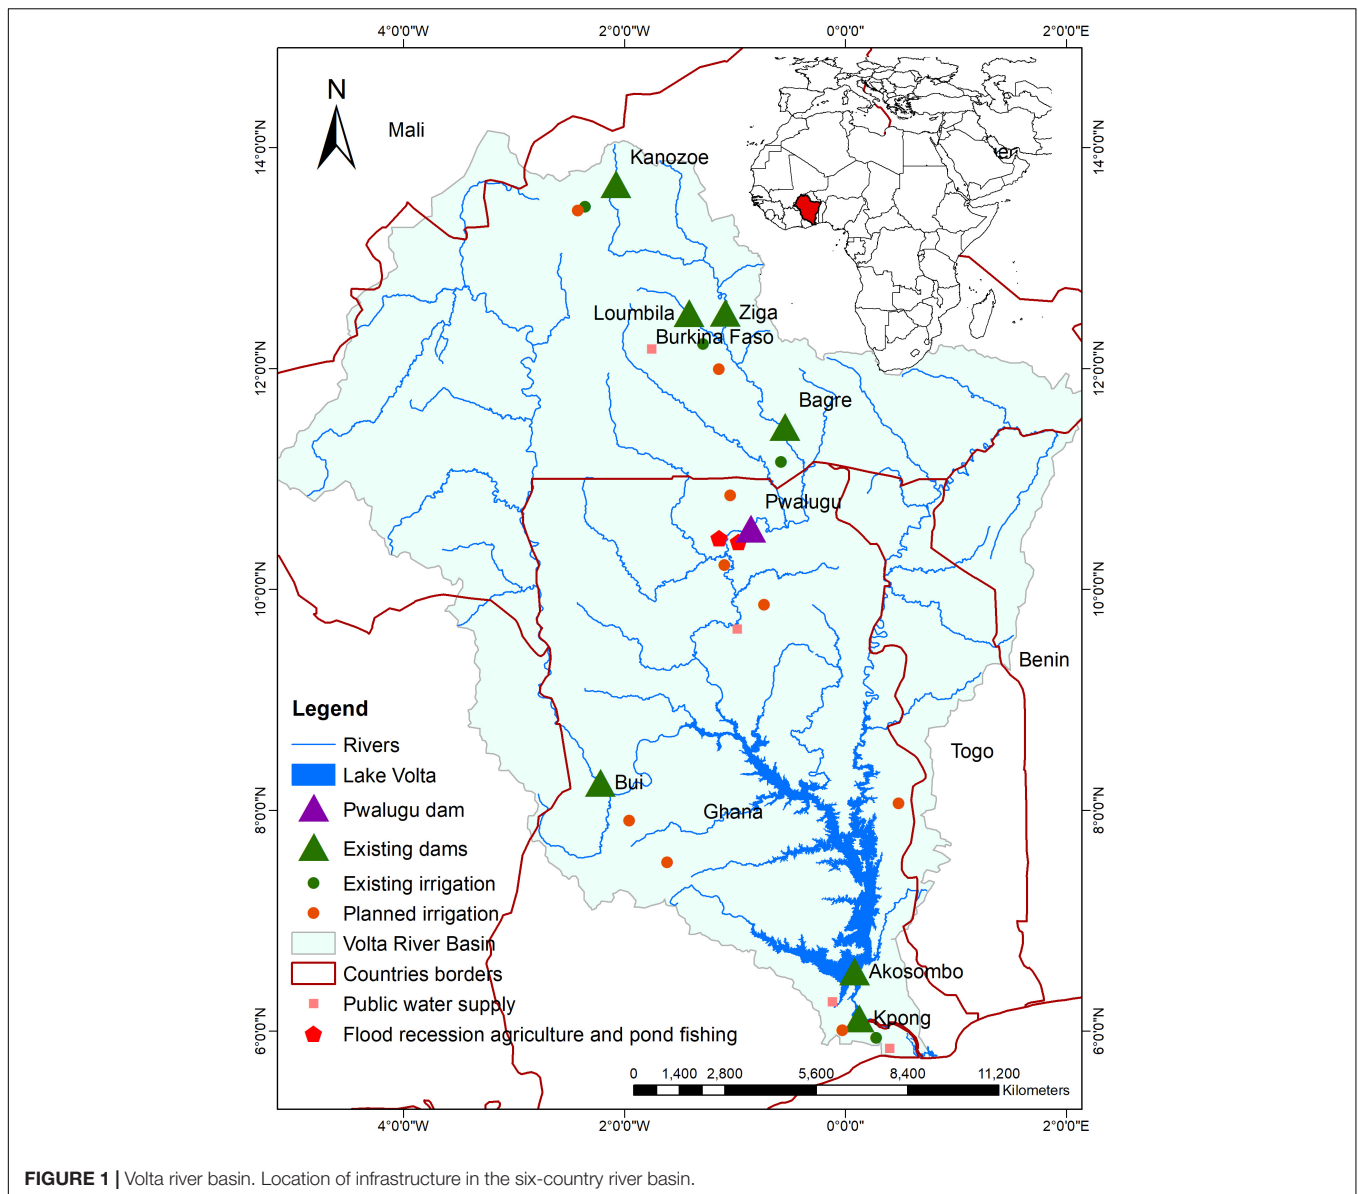 4°0'0"W 2°0'0"W 0°0'0" 2°0'0"E
14°0'0"N 14°0'0"N
12°0'0"N 12°0'0"N
10°0'0"N 10°0'0"N
8°0'0"N 8°0'0"N
6°0'0"N 6°0'0"N
N
Mali
Kanozoe
Loumbila
Ziga
Burkina Faso
Bagre
Pwalugu
Benin
Togo
Bui
Ghana
Akosombo
Kpong
Legend
Rivers
Lake Volta
Pwalugu dam
Existing dams
Existing irrigation
Planned irrigation
Volta River Basin
Countries borders
Public water supply
Flood recession agriculture and pond fishing
0 1,400 2,800 5,600 8,400 11,200
Kilometers
4°0'0"W 2°0'0"W 0°0'0" 2°0'0"E
FIGURE 1 | Volta river basin. Location of infrastructure in the six-country river basin.